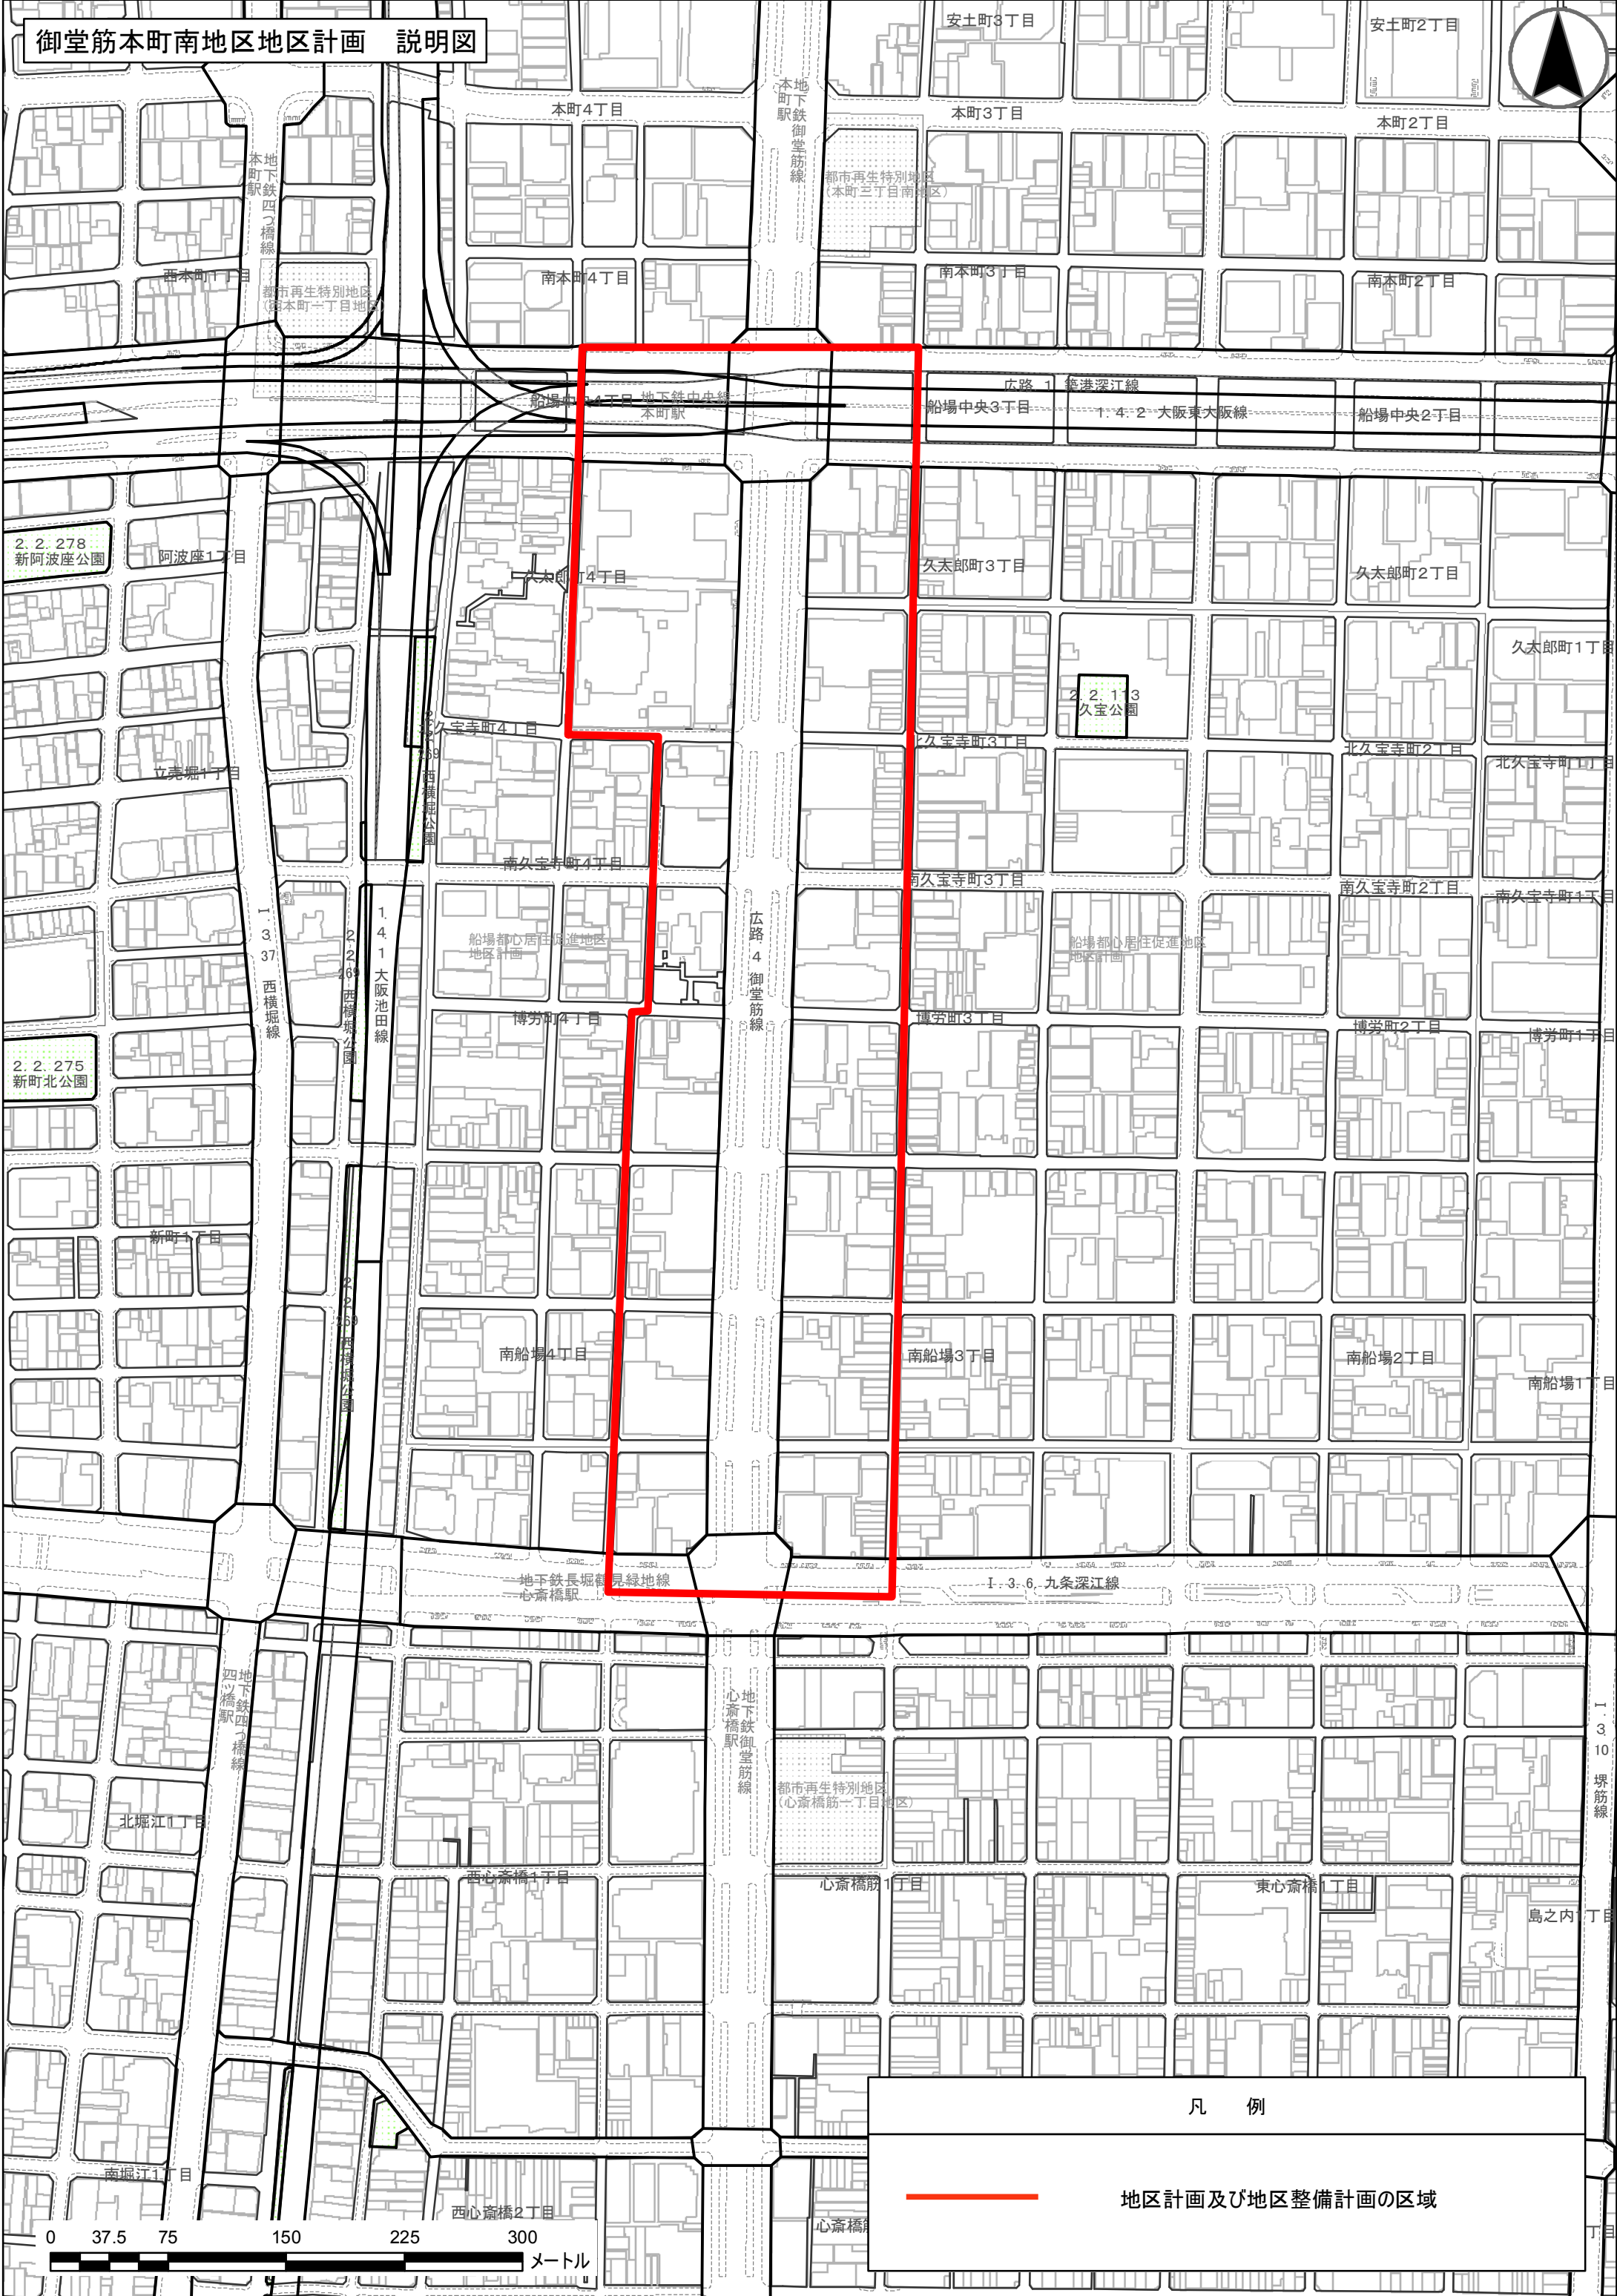 御堂筋本町南地区地区計画　説明図
安土町3丁目
安土町2丁目
本町4丁目
地下鉄御堂筋線
本町駅
本町3丁目
本町2丁目
地下鉄四つ橋線
本町駅
都市再生特別地区
(本町三丁目南地区)
西本町1丁目
南本町4丁目
南本町3丁目
南本町2丁目
都市再生特別地区
(西本町一丁目地区)
広路 1 築港深江線
船場中央4丁目
地下鉄中央線
本町駅
船場中央3丁目
1.4.2 大阪東大阪線
船場中央2丁目
2.2.278
新阿波座公園
阿波座1丁目
久太郎町4丁目
久太郎町3丁目
久太郎町2丁目
久太郎町1丁目
2.2.113
久宝公園
北久宝寺町4丁目
北久宝寺町3丁目
北久宝寺町2丁目
北久宝寺町1丁目
立売堀1丁目
269 西横堀公園
南久宝寺町4丁目
南久宝寺町3丁目
南久宝寺町2丁目
南久宝寺町1丁目
I.3.37 西横堀線
2.2.269 西横堀公園
1.4.1 大阪池田線
船場都心居住促進地区
地区計画
広路 4 御堂筋線
船場都心居住促進地区
地区計画
博労町4丁目
博労町3丁目
博労町2丁目
博労町1丁目
2.2.275
新町北公園
新町1丁目
2.2.269 西横堀公園
南船場4丁目
南船場3丁目
南船場2丁目
南船場1丁目
地下鉄長堀鶴見緑地線
心斎橋駅
I.3.6 九条深江線
地下鉄四つ橋線
四ツ橋駅
地下鉄御堂筋線
心斎橋駅
I.3.10 堺筋線
都市再生特別地区
(心斎橋筋一丁目地区)
北堀江1丁目
西心斎橋1丁目
心斎橋筋1丁目
東心斎橋1丁目
島之内1丁目
南堀江1丁目
西心斎橋2丁目
心斎橋筋
丁目
凡　例
地区計画及び地区整備計画の区域
0 37.5 75 150 225 300
メートル